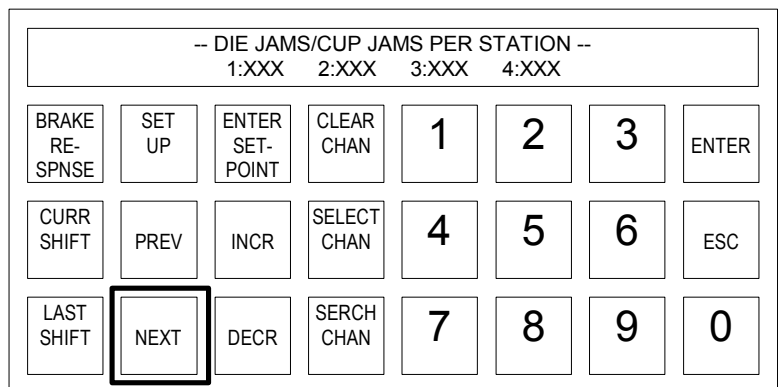 -- DIE JAMS/CUP JAMS PER STATION --
1:XXX 2:XXX 3:XXX 4:XXX
BRAKE
RE-
SPNSE
SET
UP
ENTER
SET-
POINT
CLEAR
CHAN
1
2
3
ENTER
CURR
SHIFT
PREV
INCR
SELECT
CHAN
4
5
6
ESC
LAST
SHIFT
NEXT
DECR
SERCH
CHAN
7
8
9
0